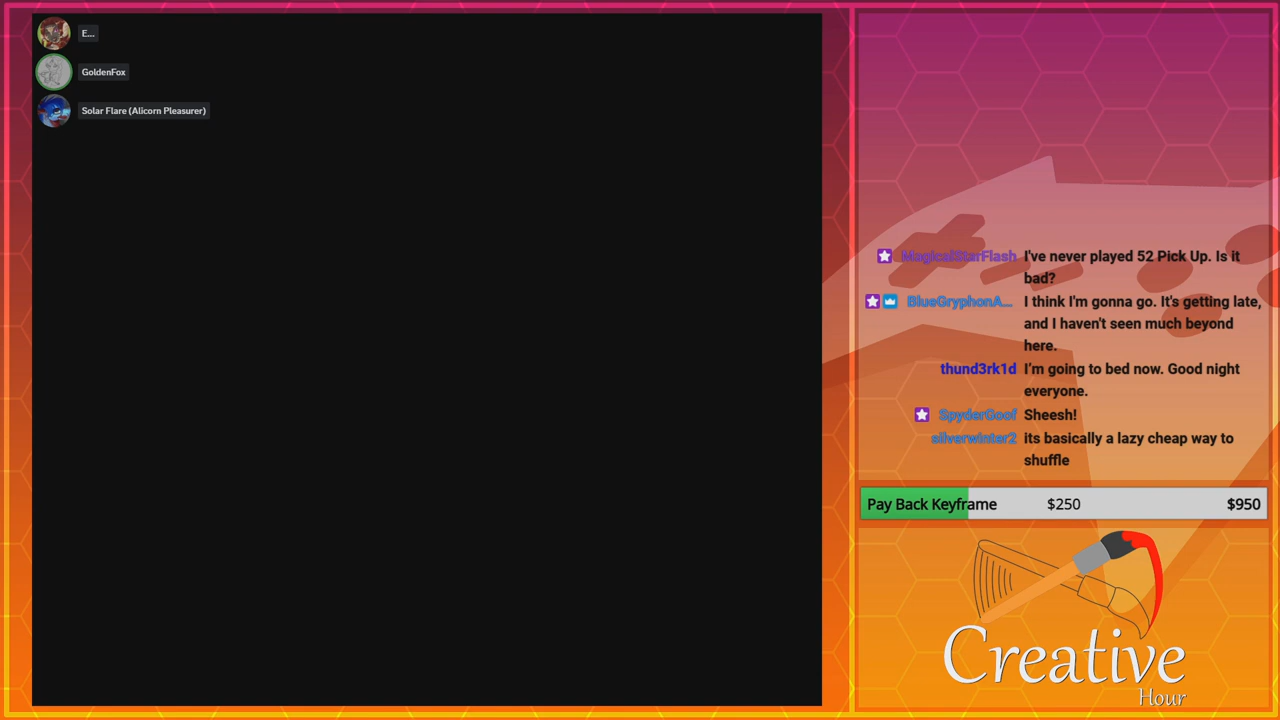 E...
GoldenFox
Solar Flare (Alicorn Pleasurer)
MagicalStarFlash I've never played 52 Pick Up. Is it
bad?
BlueGryphonA... I think I'm gonna go. It's getting late,
and I haven't seen much beyond
here.
thund3rk1d I'm going to bed now. Good night
everyone.
SpyderGoof Sheesh!
silverwinter2 its basically a lazy cheap way to
shuffle
Pay Back Keyframe $250 $950
Creative
Hour